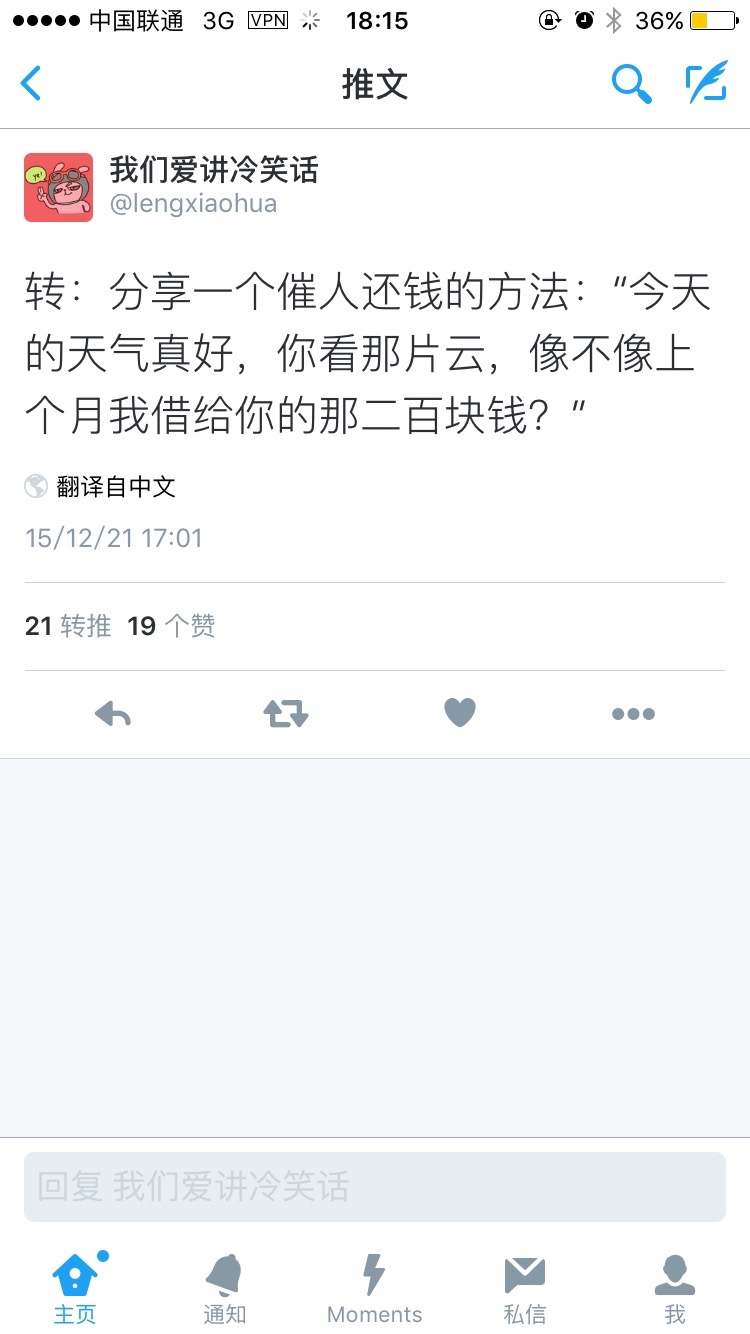 中国联通 3G VPN 18:15 36%
推文
ye!
我们爱讲冷笑话
@lengxiaohua
转：分享一个催人还钱的方法：“今天
的天气真好，你看那片云，像不像上
个月我借给你的那二百块钱？”
翻译自中文
15/12/21 17:01
21 转推 19 个赞
回复 我们爱讲冷笑话
主页 通知 Moments 私信 我